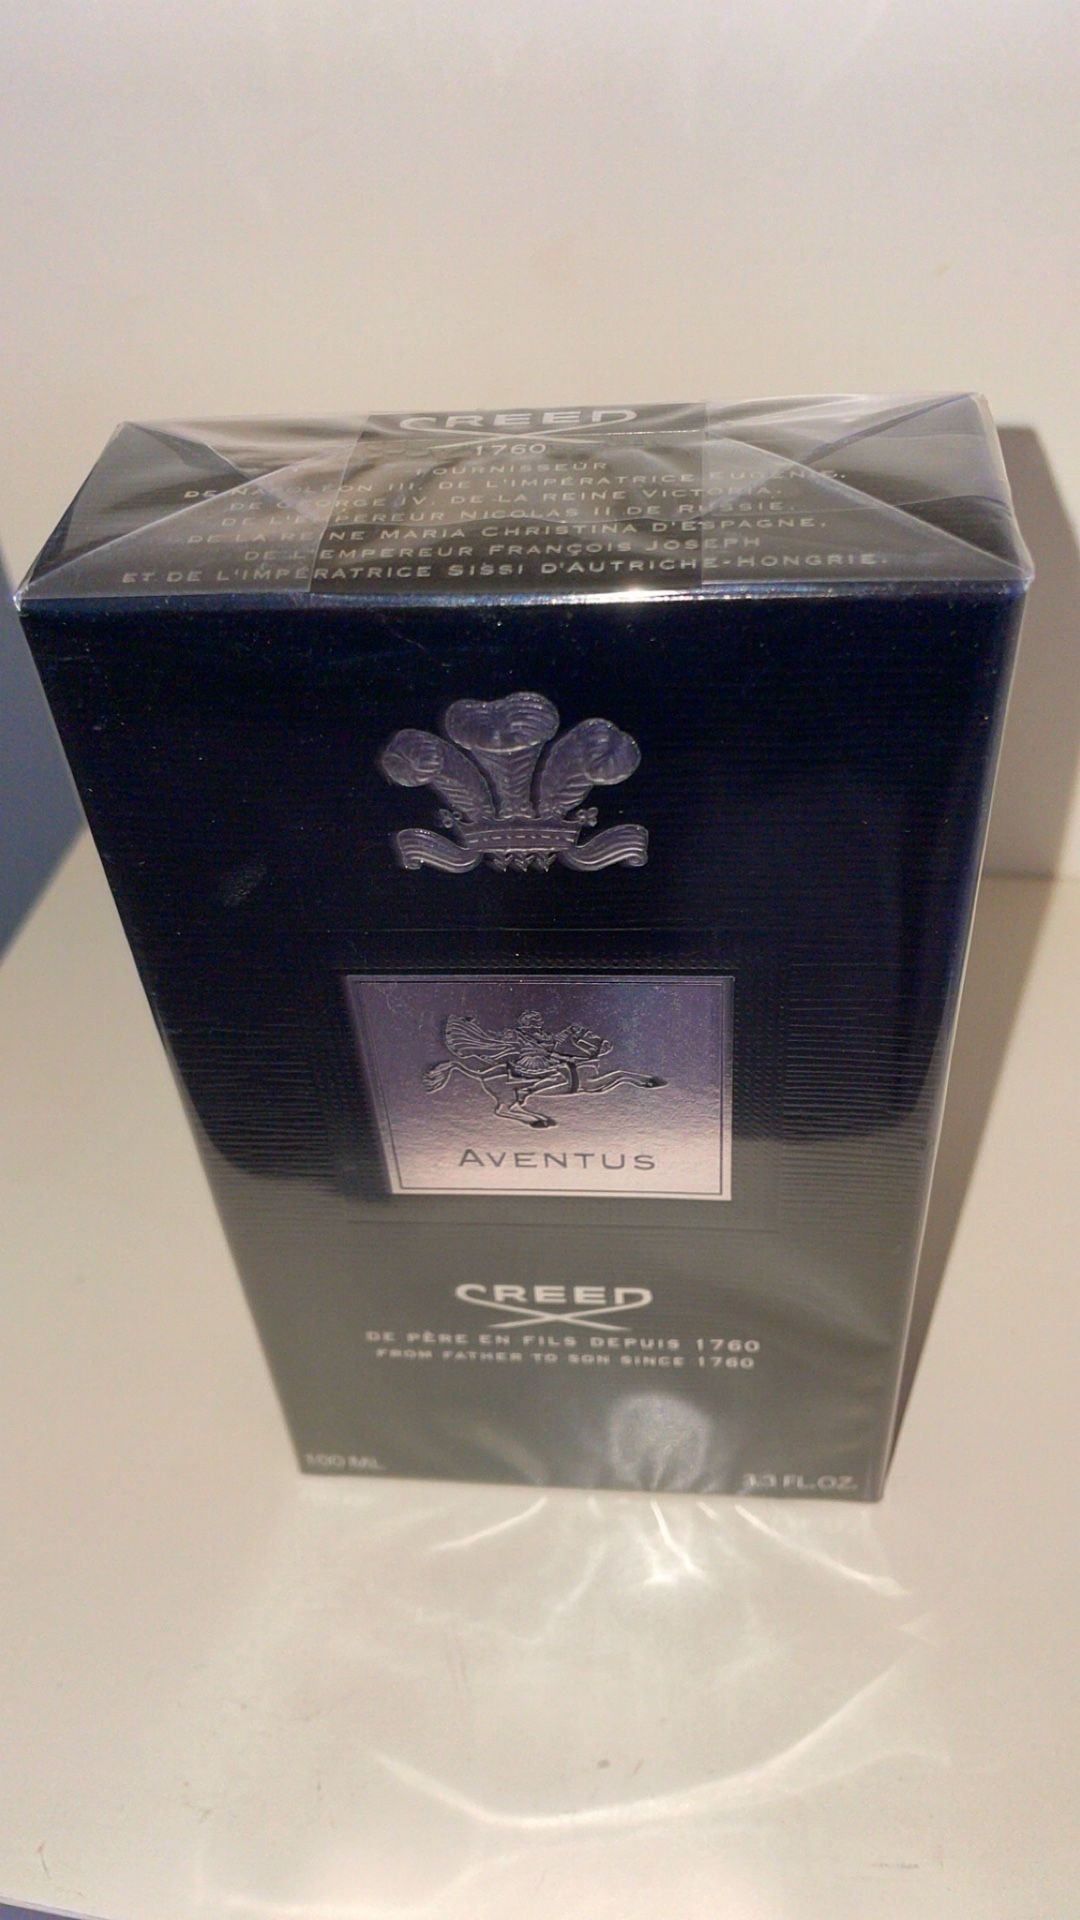 CREED
1760
FOURNISSEUR
DE NAPOLÉON III, DE L'IMPÉRATRICE EUGÉNIE,
DE GEORGE IV, DE LA REINE VICTORIA,
DE L'EMPEREUR NICOLAS II DE RUSSIE,
DE LA REINE MARIA CHRISTINA D'ESPAGNE,
DE L'EMPEREUR FRANÇOIS JOSEPH
ET DE L'IMPÉRATRICE SISSI D'AUTRICHE-HONGRIE.
AVENTUS
CREED
DE PÈRE EN FILS DEPUIS 1760
FROM FATHER TO SON SINCE 1760
100 ML
3.3 FL.OZ.